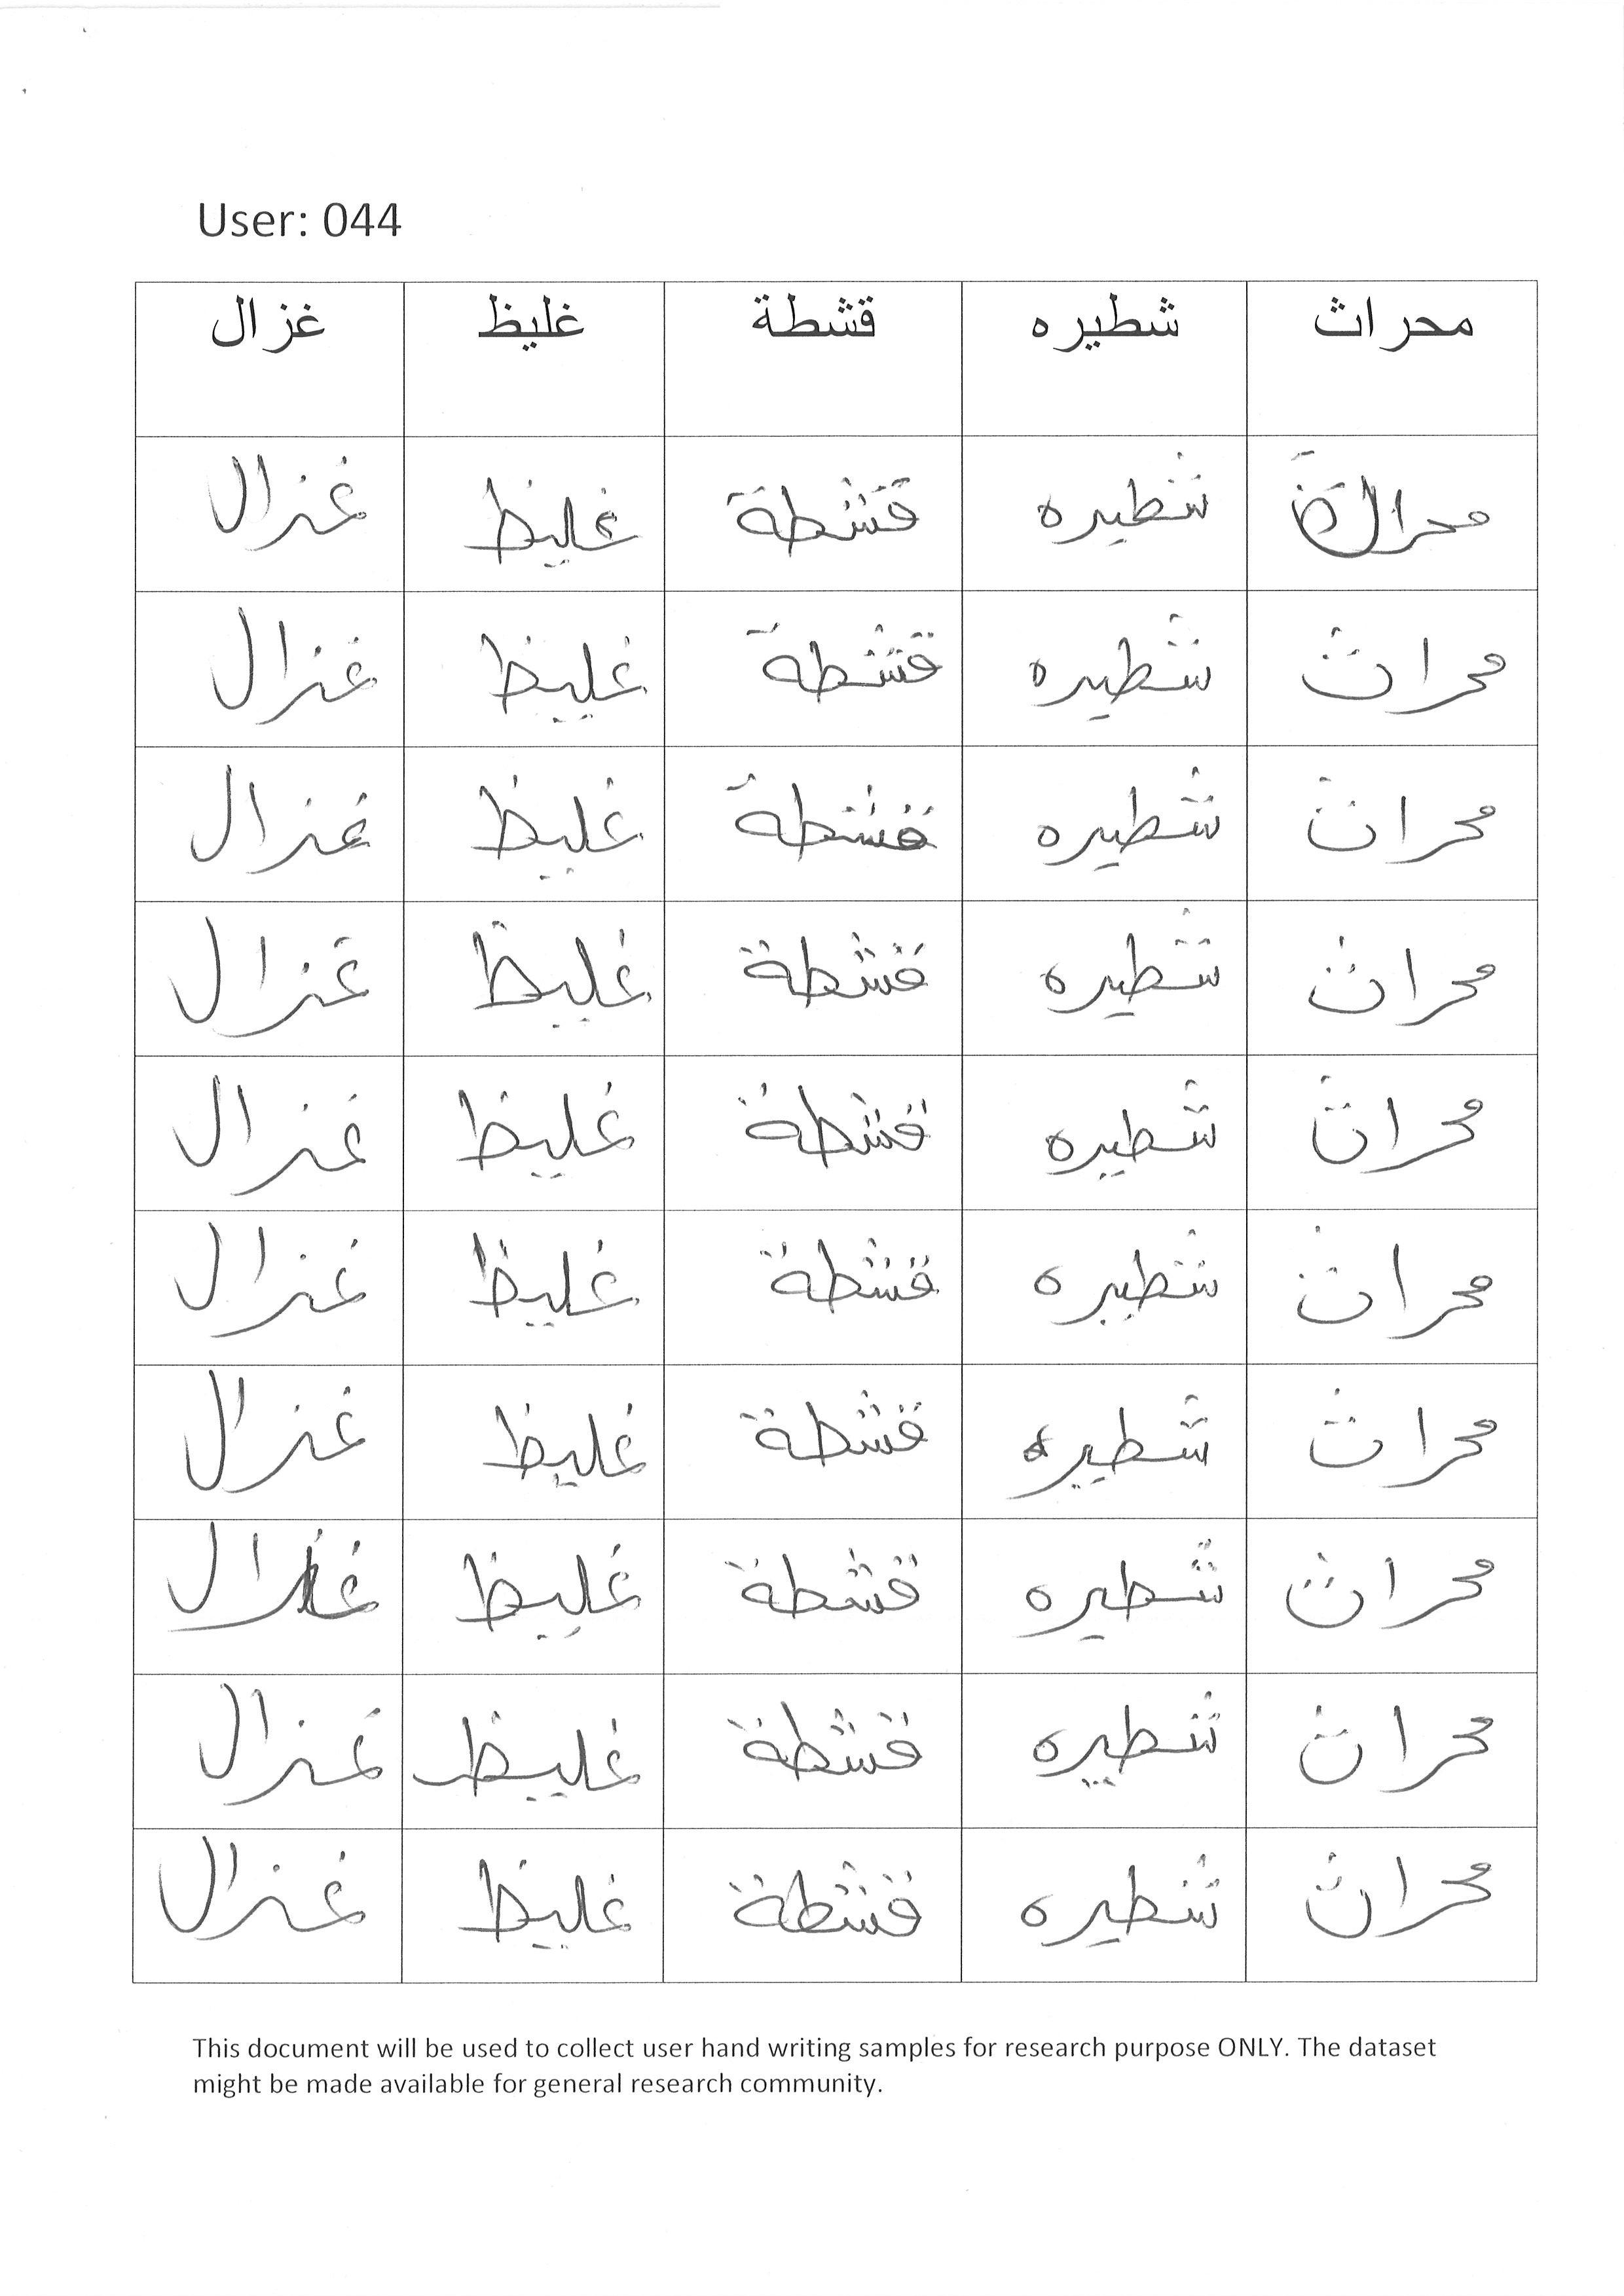 User: 044
محراث شطيره قشطة غليظ غزال
شطيره قشطة غليظ غزال
محراث شطيره قشطة غليظ غزال
محراث شطيره قشطة غليظ غزال
محراث شطيره قشطة غليظ غزال
محراث شطيره قشطة غليظ غزال
محراث شطيره قشطة غليظ غزال
محراث شطيره قشطة غليظ غزال
محراث شطيره قشطة غليظ غزال
محراث شطيره قشطة غليظ غزال
محراث شطيره قشطة غليظ غزال
This document will be used to collect user hand writing samples for research purpose ONLY. The dataset
might be made available for general research community.